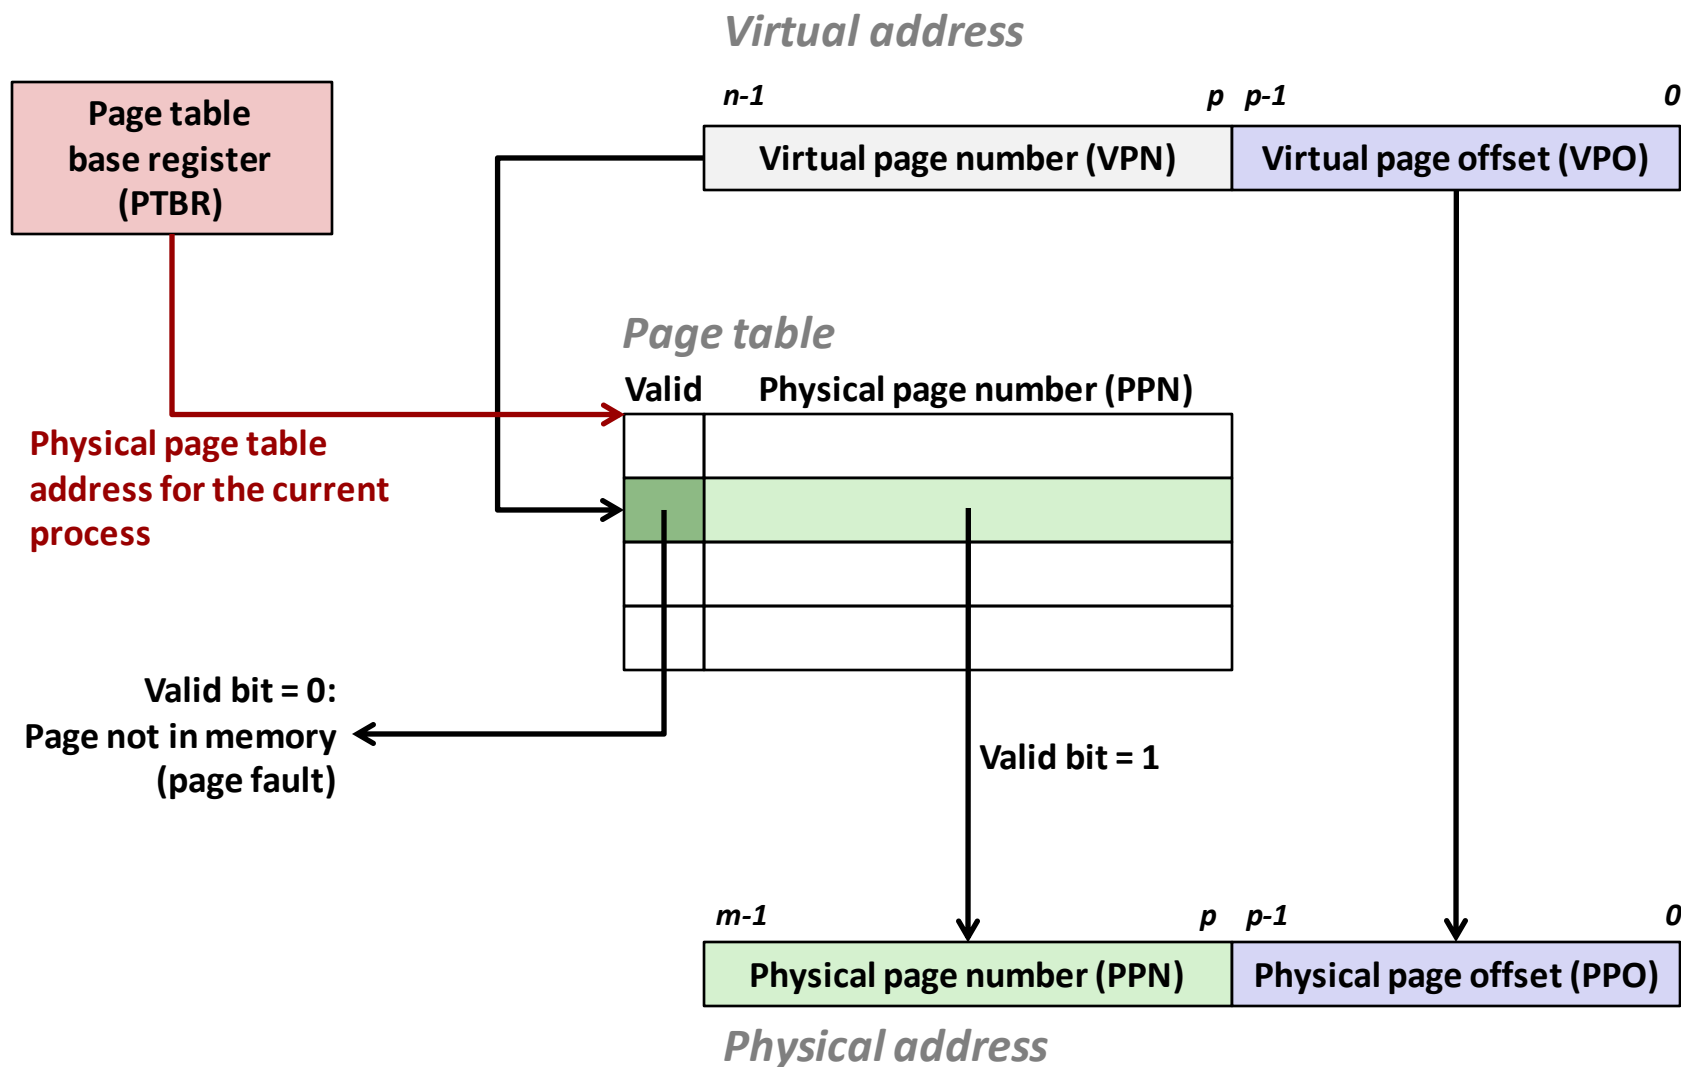 Virtual address
Page table
base register
(PTBR)
n-1
p
p-1
0
Virtual page number (VPN)
Virtual page offset (VPO)
Page table
Valid
Physical page number (PPN)
Physical page table
address for the current
process
Valid bit = 0:
Page not in memory
(page fault)
Valid bit = 1
m-1
p
p-1
0
Physical page number (PPN)
Physical page offset (PPO)
Physical address